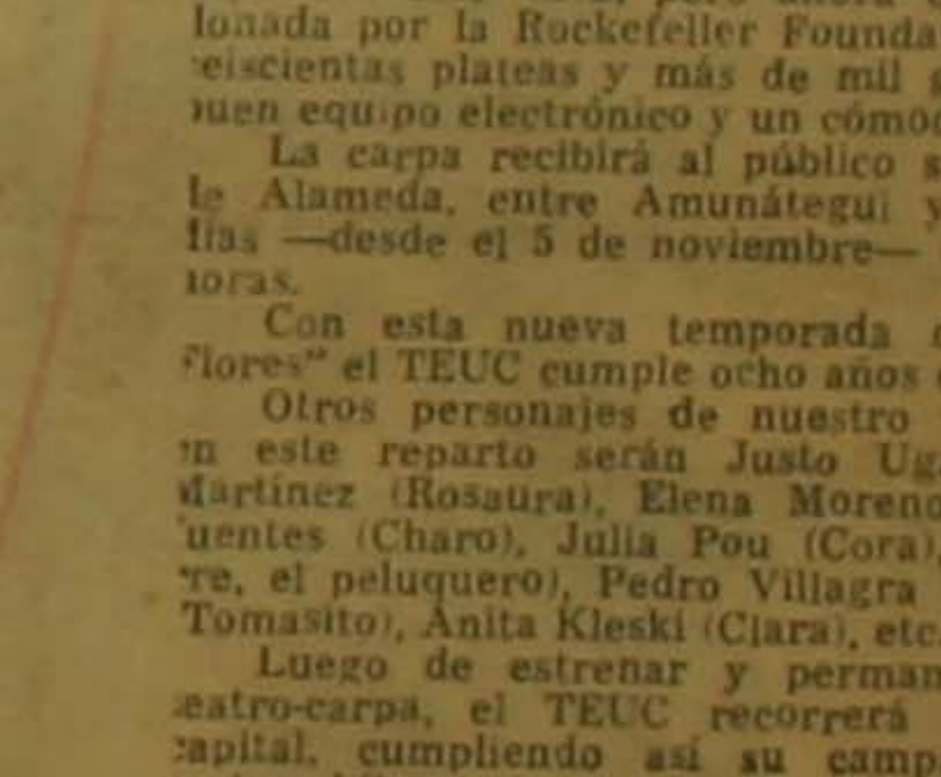 lonada por la Rockefeller Founda
eiscientas plateas y más de mil
uen equipo electrónico y un cómo
La carpa recibirá al público s
le Alameda, entre Amunátegui y
lías —desde el 5 de noviembre—
ioras.
Con esta nueva temporada
Flores" el TEUC cumple ocho años
Otros personajes de nuestro
en este reparto serán Justo Ug
Martínez (Rosaura), Elena Moreno
uentes (Charo), Julia Pou (Cora),
re, el peluquero), Pedro Villagra
Tomasito), Anita Kleski (Clara), etc.
Luego de estrenar y perman
eatro-carpa, el TEUC recorrerá
capital, cumpliendo así su camp